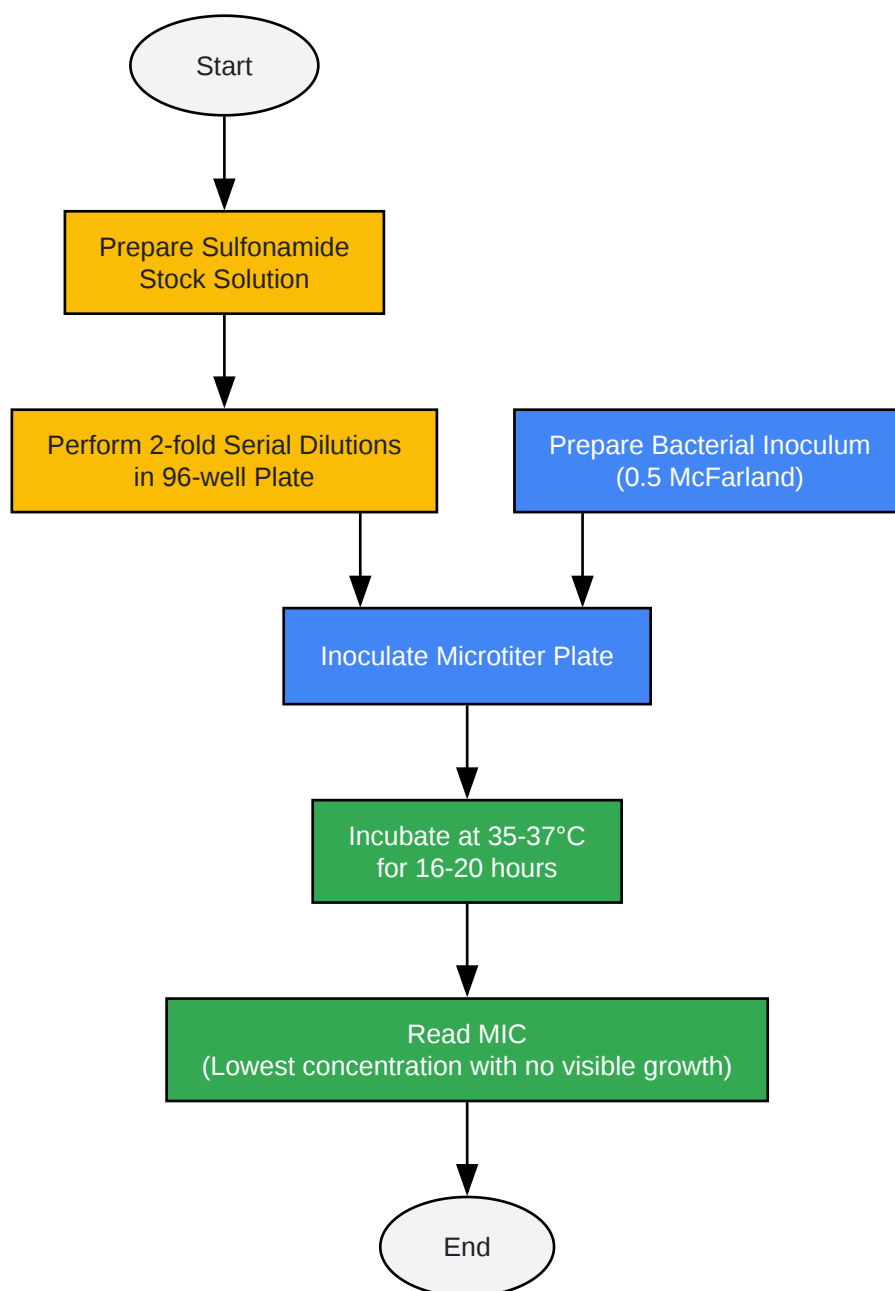 Start
Prepare Sulfonamide
Stock Solution
Perform 2-fold Serial Dilutions
in 96-well Plate
Prepare Bacterial Inoculum
(0.5 McFarland)
Inoculate Microtiter Plate
Incubate at 35-37°C
for 16-20 hours
Read MIC
(Lowest concentration with no visible growth)
End